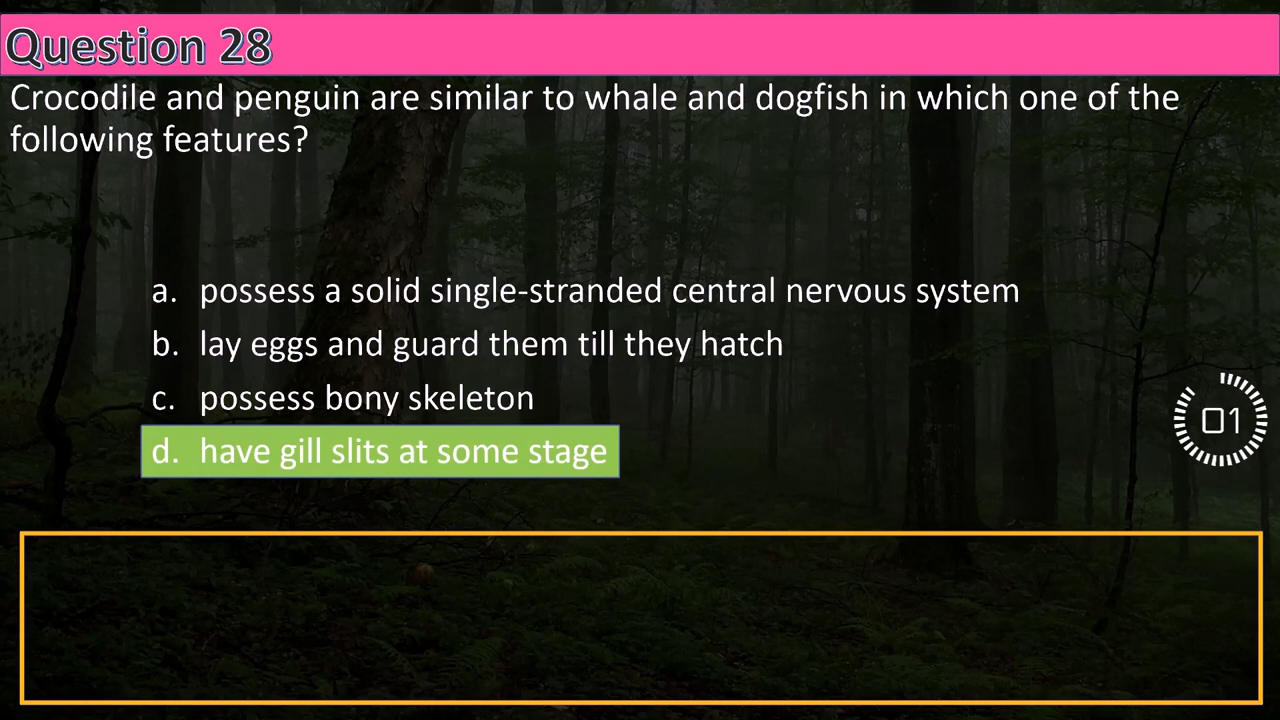 Question 28
Crocodile and penguin are similar to whale and dogfish in which one of the
following features?
a. possess a solid single-stranded central nervous system
b. lay eggs and guard them till they hatch
c. possess bony skeleton
d. have gill slits at some stage
01